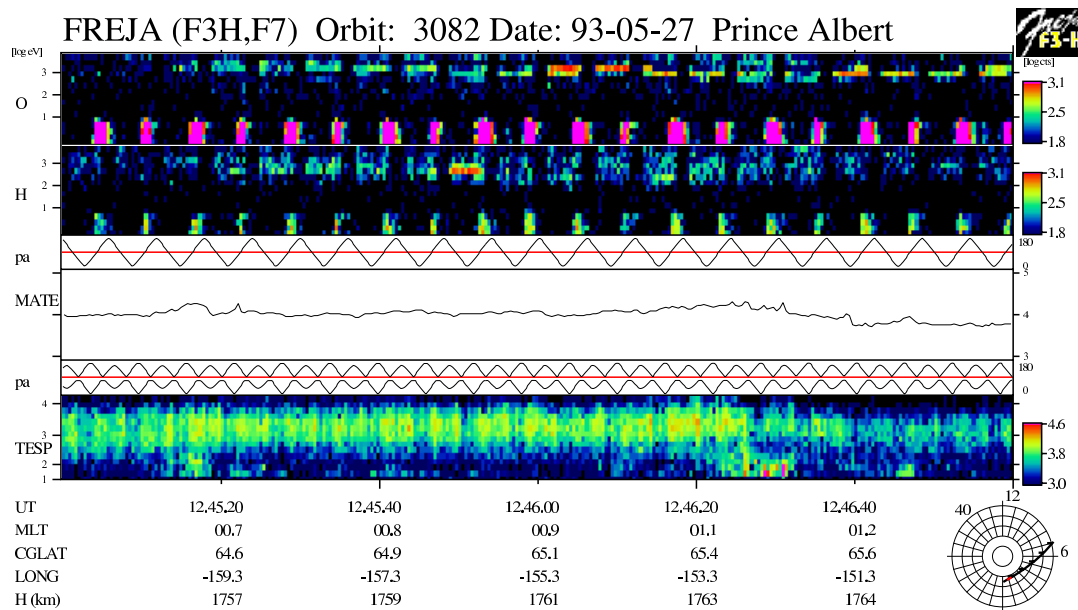 FREJA (F3H,F7) Orbit: 3082 Date: 93-05-27 Prince Albert
Freja
F3-H
[log eV]
[log cts]
O
3
2
1
3.1
2.5
1.8
H
3
2
1
3.1
2.5
1.8
pa
180
0
MATE
5
4
3
pa
180
0
TESP
4
3
2
1
4.6
3.8
3.0
UT 12.45.20 12.45.40 12.46.00 12.46.20 12.46.40
MLT 00.7 00.8 00.9 01.1 01.2
CGLAT 64.6 64.9 65.1 65.4 65.6
LONG -159.3 -157.3 -155.3 -153.3 -151.3
H (km) 1757 1759 1761 1763 1764
12
40
6